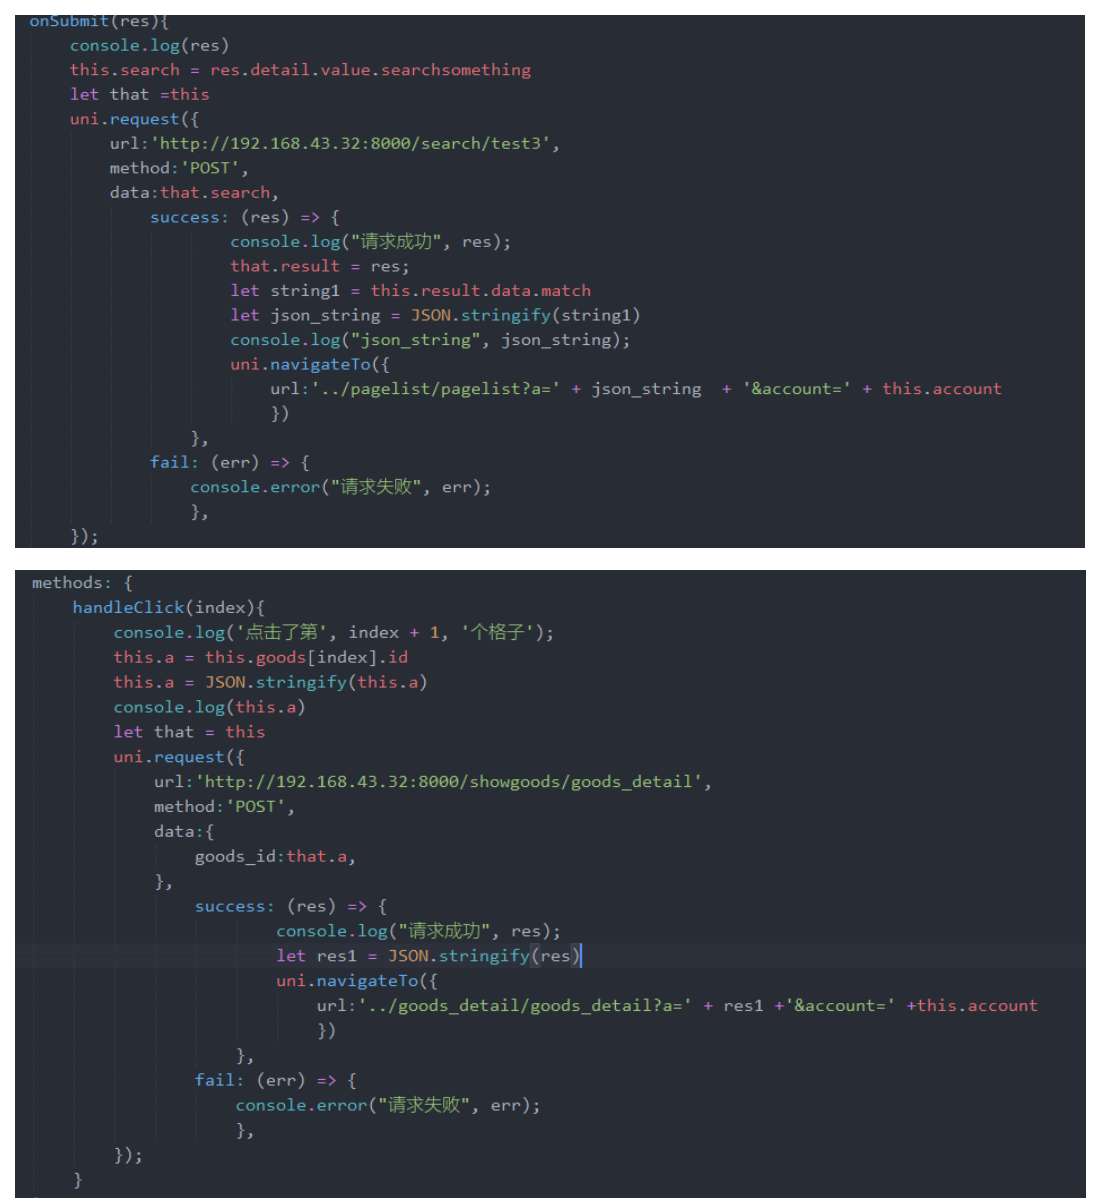 onSubmit(res){
console.log(res)
this.search = res.detail.value.searchsomething
let that =this
uni.request({
url:'http://192.168.43.32:8000/search/test3',
method:'POST',
data:that.search,
success: (res) => {
console.log("请求成功", res);
that.result = res;
let string1 = this.result.data.match
let json_string = JSON.stringify(string1)
console.log("json_string", json_string);
uni.navigateTo({
url:'../pagelist/pagelist?a=' + json_string  + '&account=' + this.account
})
},
fail: (err) => {
console.error("请求失败", err);
},
});
methods: {
handleClick(index){
console.log('点击了第', index + 1, '个格子');
this.a = this.goods[index].id
this.a = JSON.stringify(this.a)
console.log(this.a)
let that = this
uni.request({
url:'http://192.168.43.32:8000/showgoods/goods_detail',
method:'POST',
data:{
goods_id:that.a,
},
success: (res) => {
console.log("请求成功", res);
let res1 = JSON.stringify(res)
uni.navigateTo({
url:'../goods_detail/goods_detail?a=' + res1 +'&account=' +this.account
})
},
fail: (err) => {
console.error("请求失败", err);
},
});
}